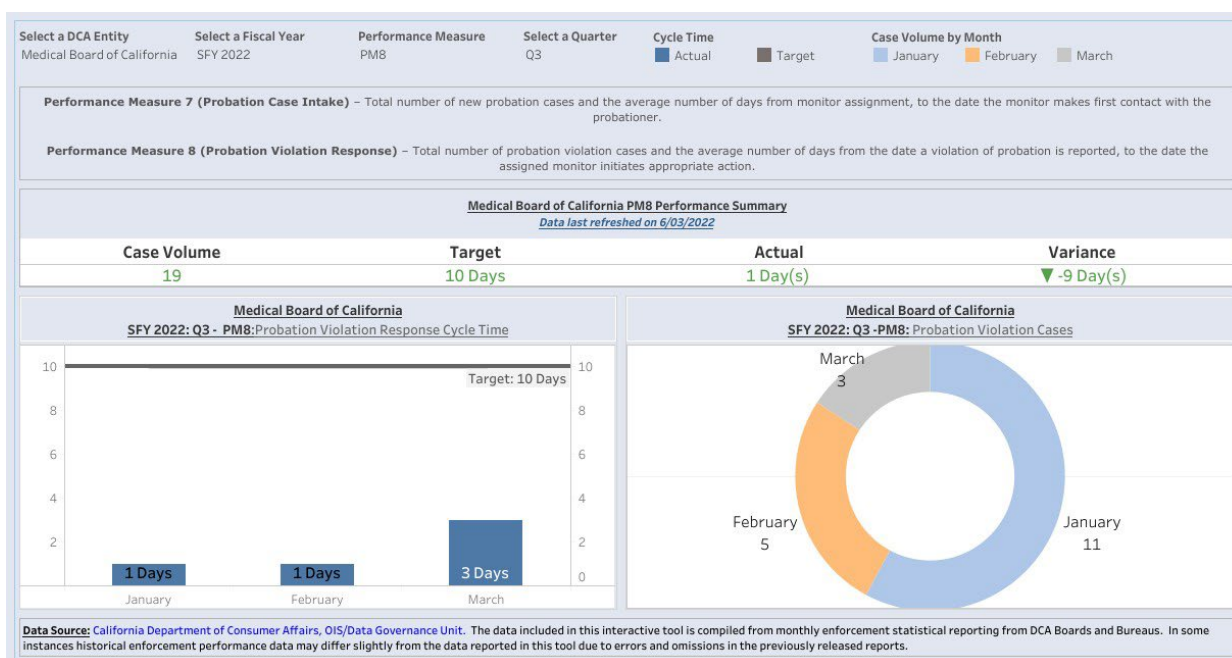 Select a DCA Entity Select a Fiscal Year Performance Measure Select a Quarter Cycle Time Case Volume by Month
Medical Board of California SFY 2022 PM8 Q3 Actual Target January February March
Performance Measure 7 (Probation Case Intake) – Total number of new probation cases and the average number of days from monitor assignment, to the date the monitor makes first contact with the
probationer.
Performance Measure 8 (Probation Violation Response) – Total number of probation violation cases and the average number of days from the date a violation of probation is reported, to the date the
assigned monitor initiates appropriate action.
Medical Board of California PM8 Performance Summary
Data last refreshed on 6/03/2022
Case Volume Target Actual Variance
19 10 Days 1 Day(s) ▼ -9 Day(s)
Medical Board of California
SFY 2022: Q3 - PM8:Probation Violation Response Cycle Time
10 10
Target: 10 Days
8 8
6 6
4 4
2 2
0
1 Days 1 Days 3 Days
January February March
Medical Board of California
SFY 2022: Q3 -PM8: Probation Violation Cases
March
3
February
5
January
11
Data Source: California Department of Consumer Affairs, OIS/Data Governance Unit. The data included in this interactive tool is compiled from monthly enforcement statistical reporting from DCA Boards and Bureaus. In some
instances historical enforcement performance data may differ slightly from the data reported in this tool due to errors and omissions in the previously released reports.